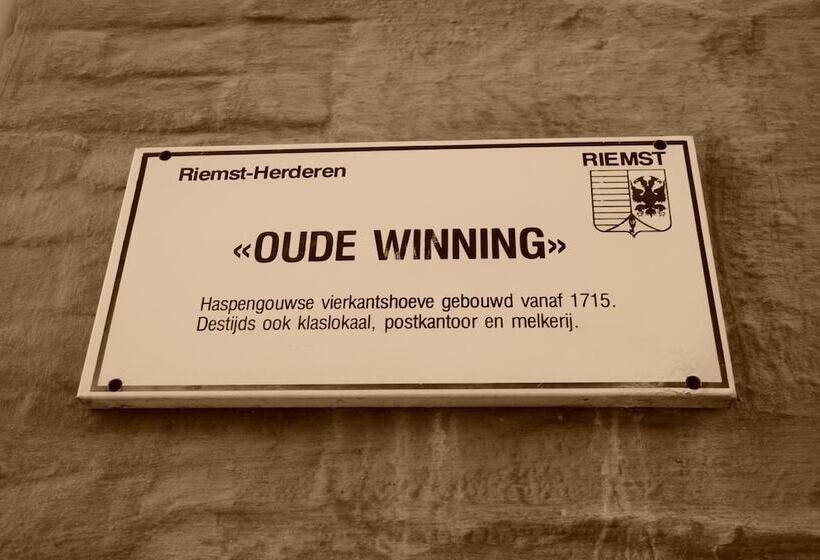 Riemst-Herderen
RIEMST
«OUDE WINNING»
Haspengouwse vierkantshoeve gebouwd vanaf 1715.
Destijds ook klaslokaal, postkantoor en melkerij.